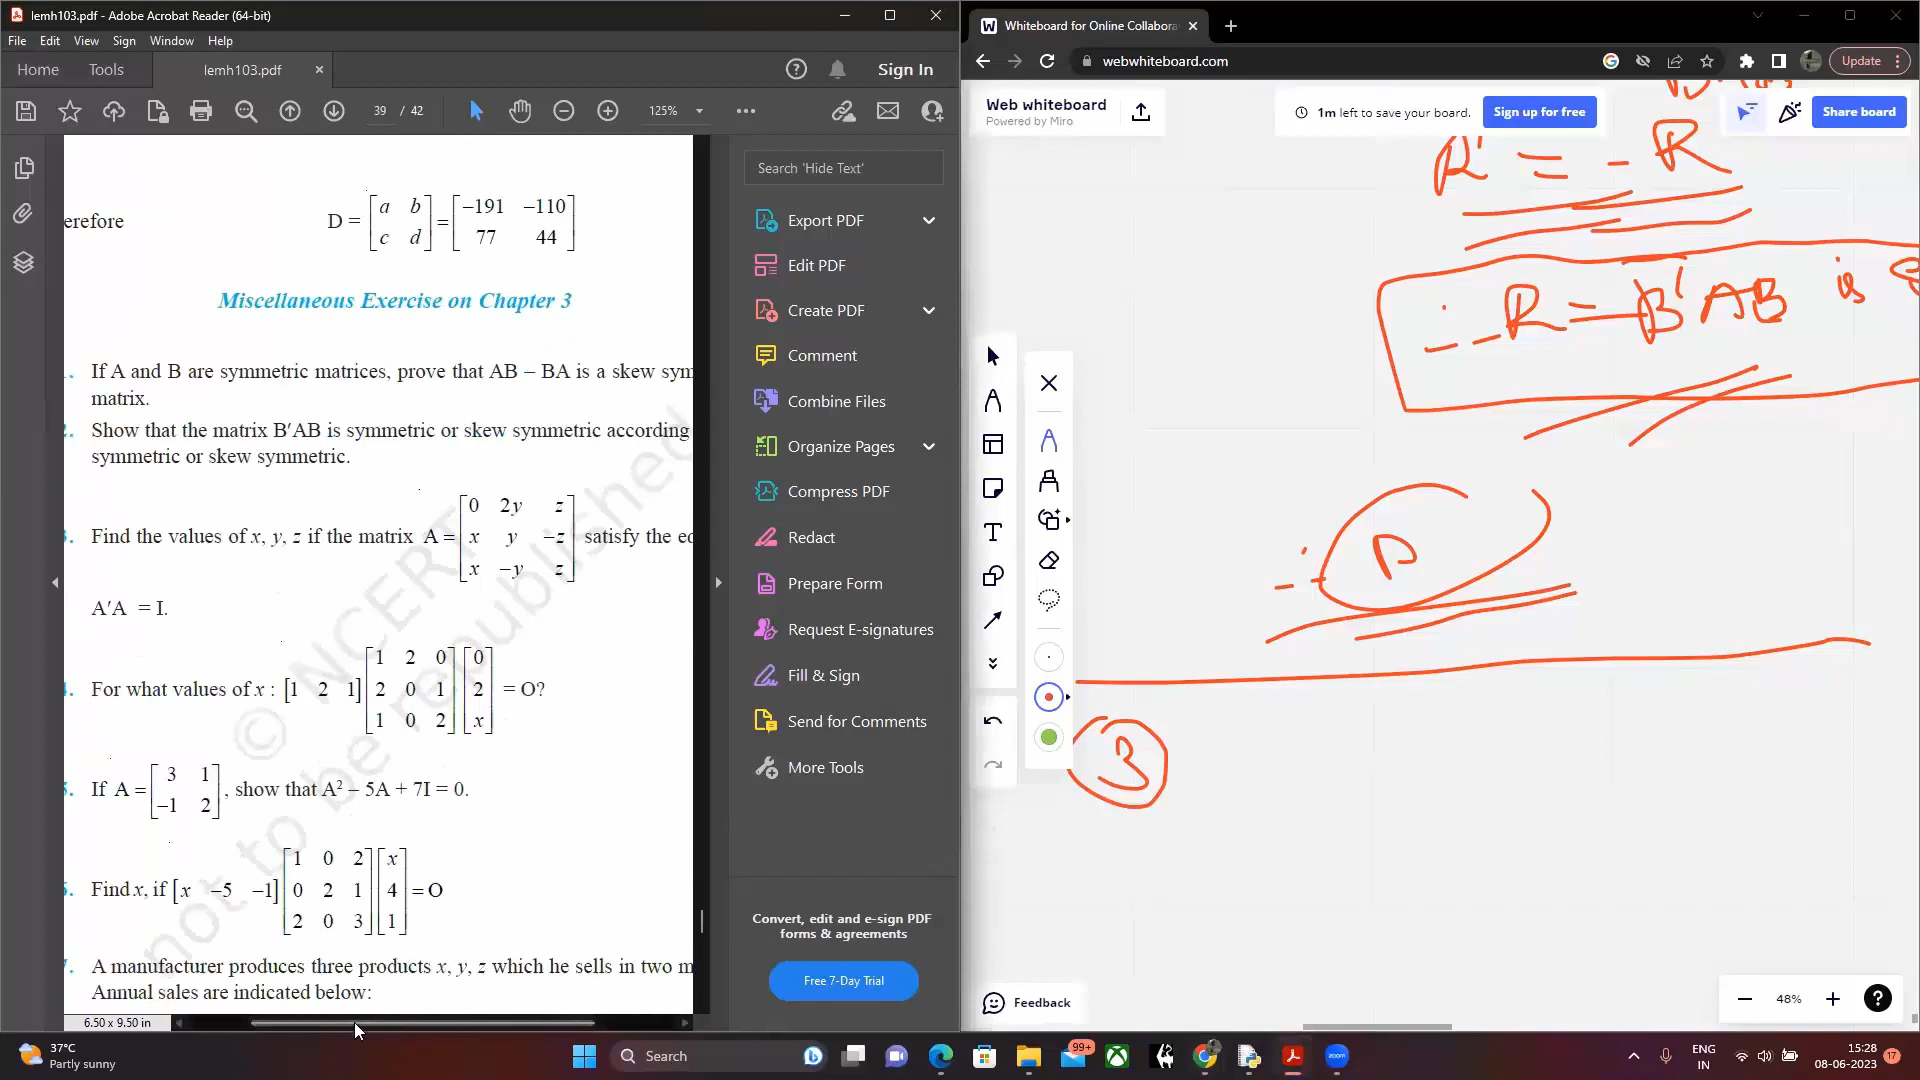 lemh103.pdf - Adobe Acrobat Reader (64-bit)
File Edit View Sign Window Help
Home Tools lemh103.pdf Sign In
39 / 42 125%
erefore D = [a b c d] = [−191 −110 77 44]
Miscellaneous Exercise on Chapter 3
If A and B are symmetric matrices, prove that AB − BA is a skew sym
matrix.
2. Show that the matrix B′AB is symmetric or skew symmetric according
symmetric or skew symmetric.
0 2y z
Find the values of x, y, z if the matrix A = x y −z satisfy the
x −y z
A′A = I.
1 2 0 0
For what values of x : [1 2 1] 2 0 1 2 = O?
1 0 2 x
3 1
If A = , show that A² − 5A + 7I = 0.
−1 2
1 0 2 x
Find x, if [x −5 −1] 0 2 1 4 = O
2 0 3 1
7. A manufacturer produces three products x, y, z which he sells in two m
Annual sales are indicated below:
© NCERT
not to be republished
6.50 x 9.50 in
Search 'Hide Text'
Export PDF
Edit PDF
Create PDF
Comment
Combine Files
Organize Pages
Compress PDF
Redact
Prepare Form
Request E-signatures
Fill & Sign
Send for Comments
More Tools
Convert, edit and e-sign PDF
forms & agreements
Free 7-Day Trial
Whiteboard for Online Collabora
webwhiteboard.com
Update
Web whiteboard
Powered by Miro
1m left to save your board. Sign up for free
Share board
R' = - R
∴ R = B'AB is
3
Feedback
48%
37°C
Partly sunny
Search
99+
zoom
ENG
IN
15:28
08-06-2023
17